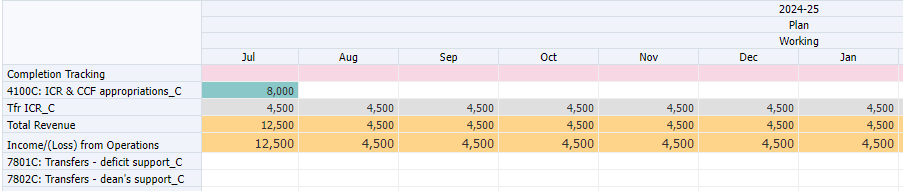 2024-25
Plan
Working
Jul Aug Sep Oct Nov Dec Jan
Completion Tracking
4100C: ICR & CCF appropriations_C 8,000
Tfr ICR_C 4,500 4,500 4,500 4,500 4,500 4,500 4,500
Total Revenue 12,500 4,500 4,500 4,500 4,500 4,500 4,500
Income/(Loss) from Operations 12,500 4,500 4,500 4,500 4,500 4,500 4,500
7801C: Transfers - deficit support_C
7802C: Transfers - dean's support_C